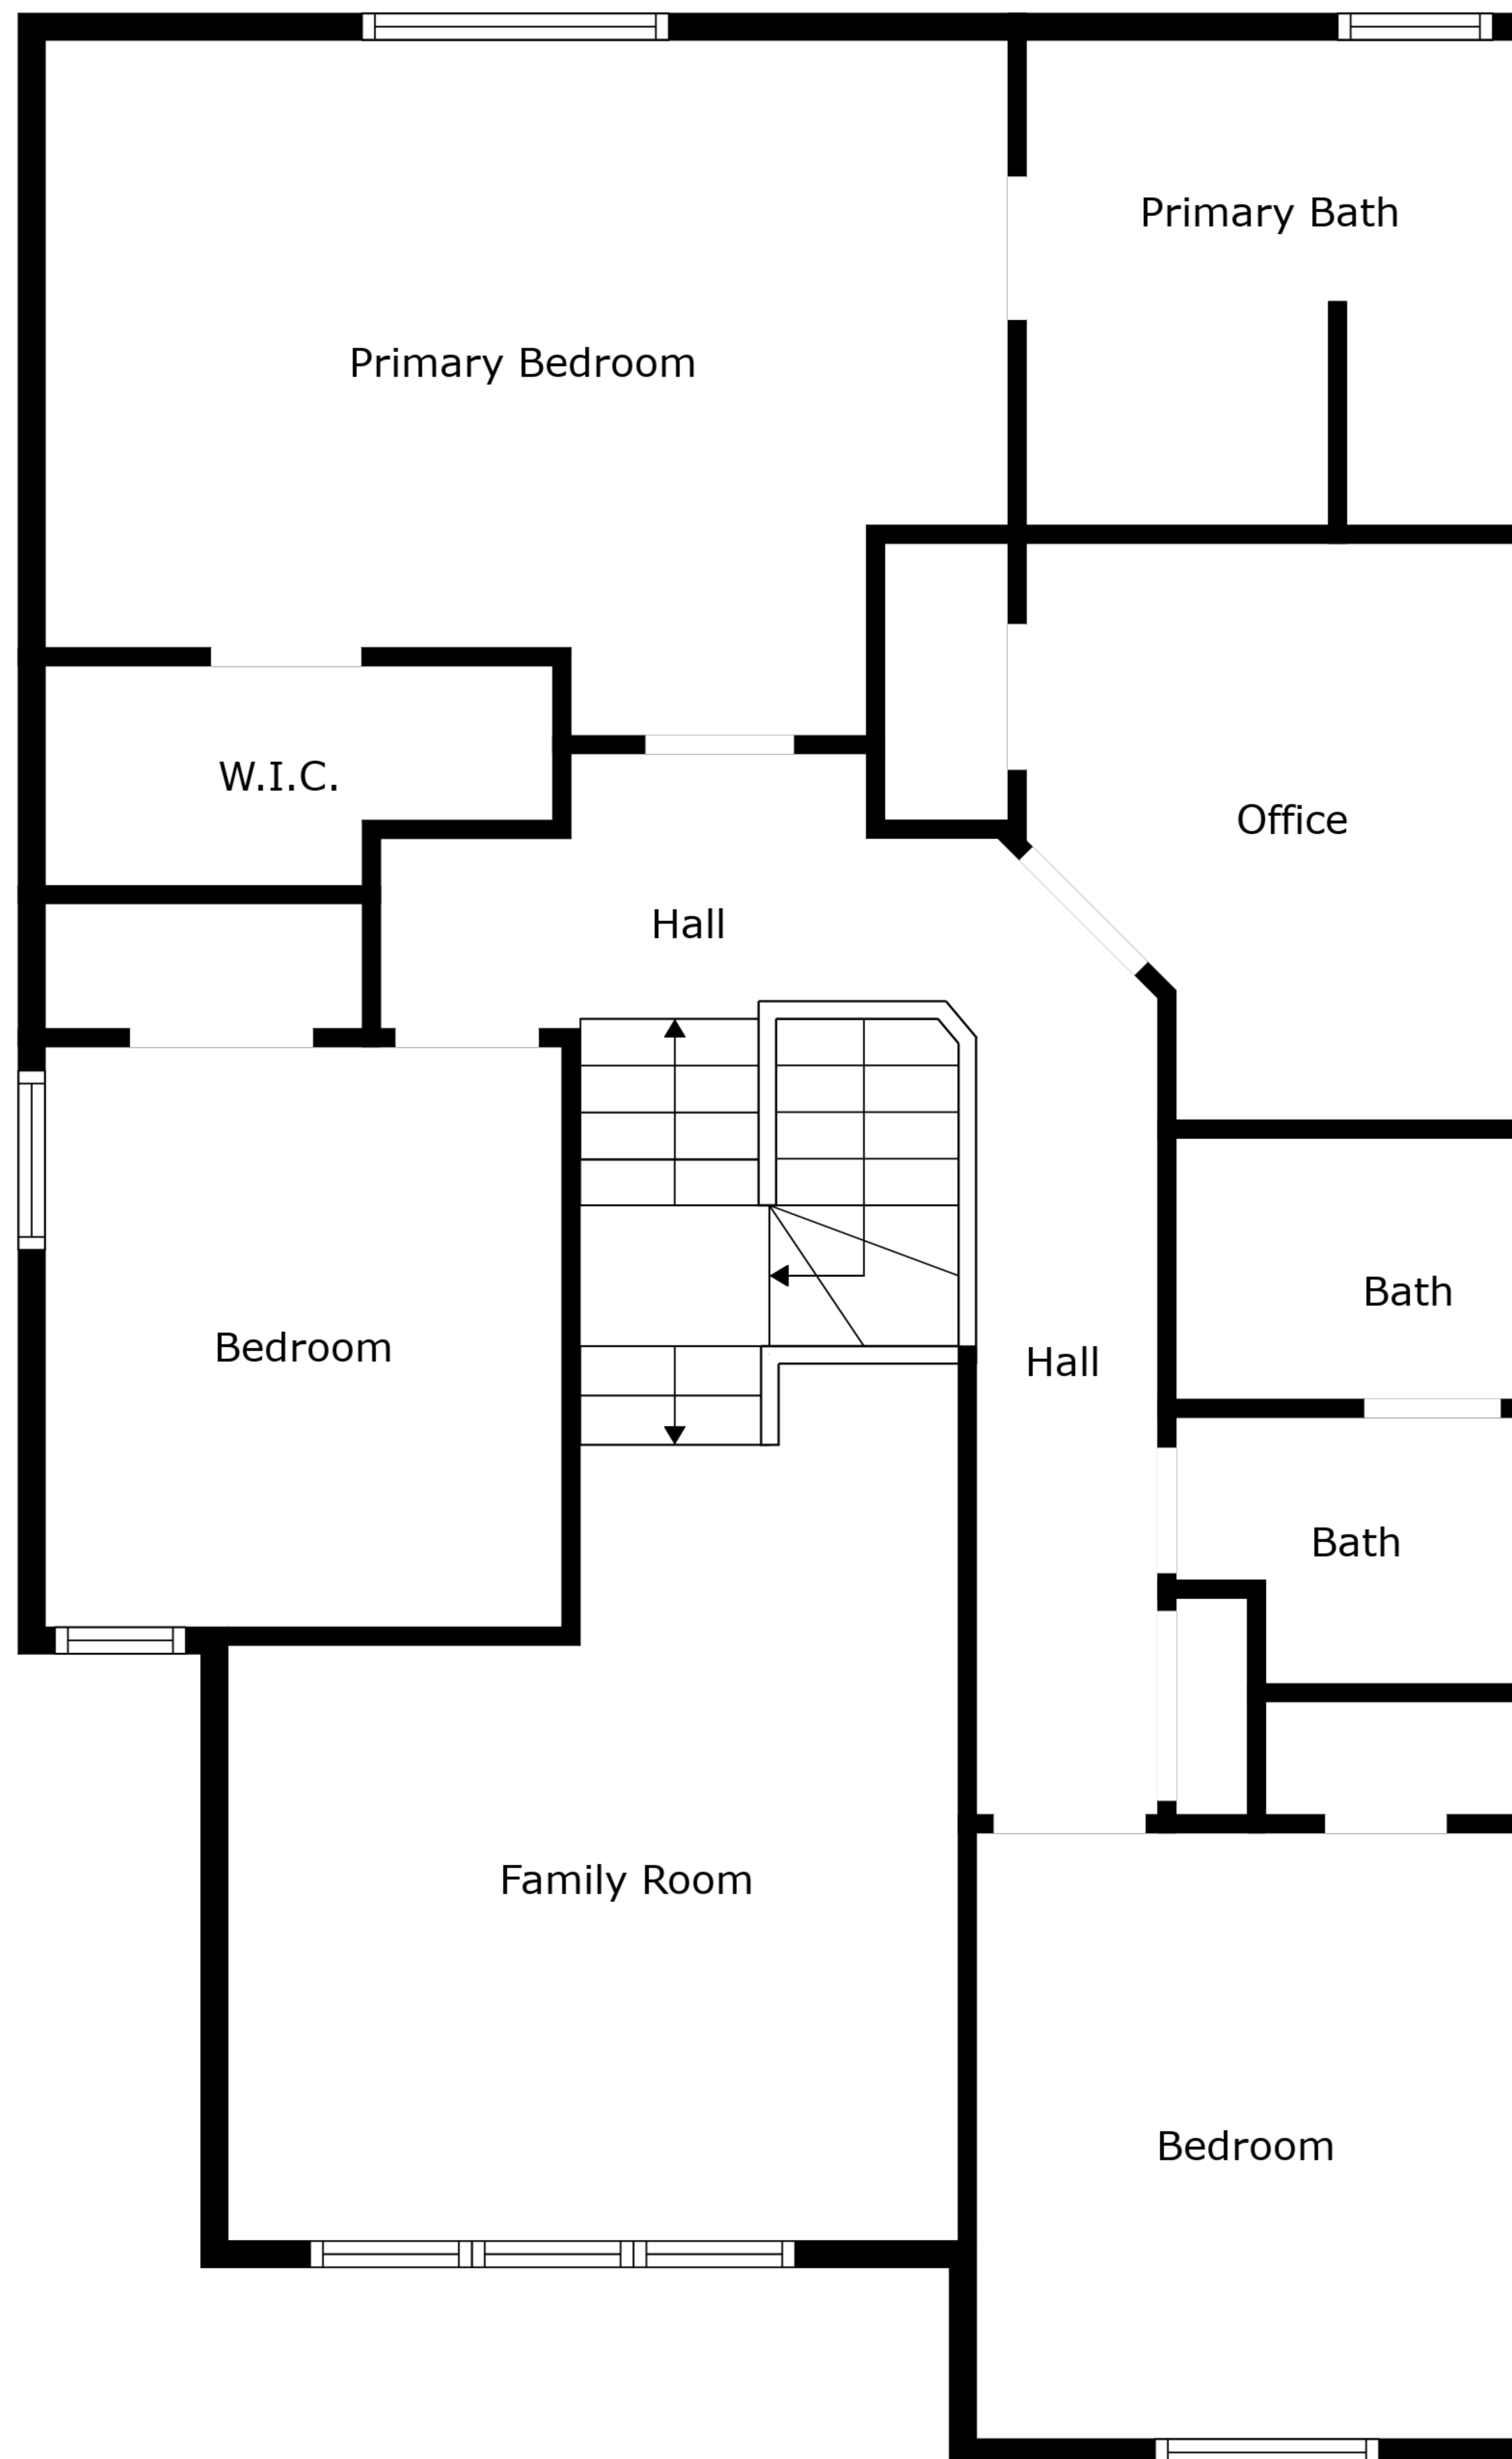 Primary Bath
Primary Bedroom
W.I.C.
Office
Hall
Bath
Bedroom
Hall
Bath
Family Room
Bedroom